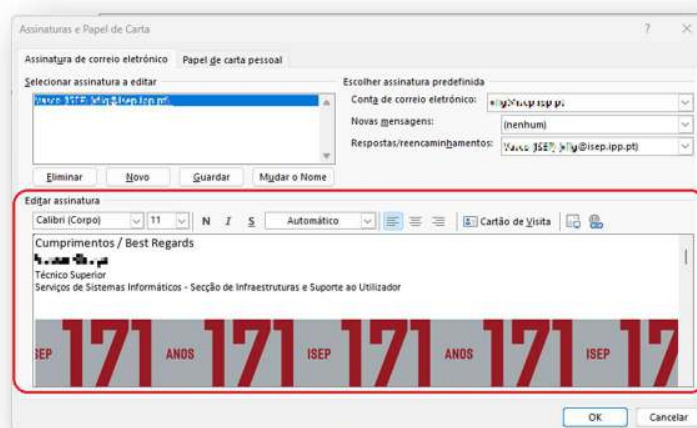 Assinaturas e Papel de Carta
Assinatura de correio eletrónico Papel de carta pessoal
Selecionar assinatura a editar
Escolher assinatura predefinida
Conta de correio eletrónico:
Novas mensagens: (nenhum)
Respostas/reencaminhamentos: @isep.ipp.pt)
Eliminar Novo Guardar Mudar o Nome
Editar assinatura
Calibri (Corpo) 11 N I S Automático Cartão de Visita
Cumprimentos / Best Regards
Técnico Superior
Serviços de Sistemas Informáticos - Secção de Infraestruturas e Suporte ao Utilizador
ISEP 171 ANOS 171 ISEP 171 ANOS 171 ISEP 17
OK Cancelar